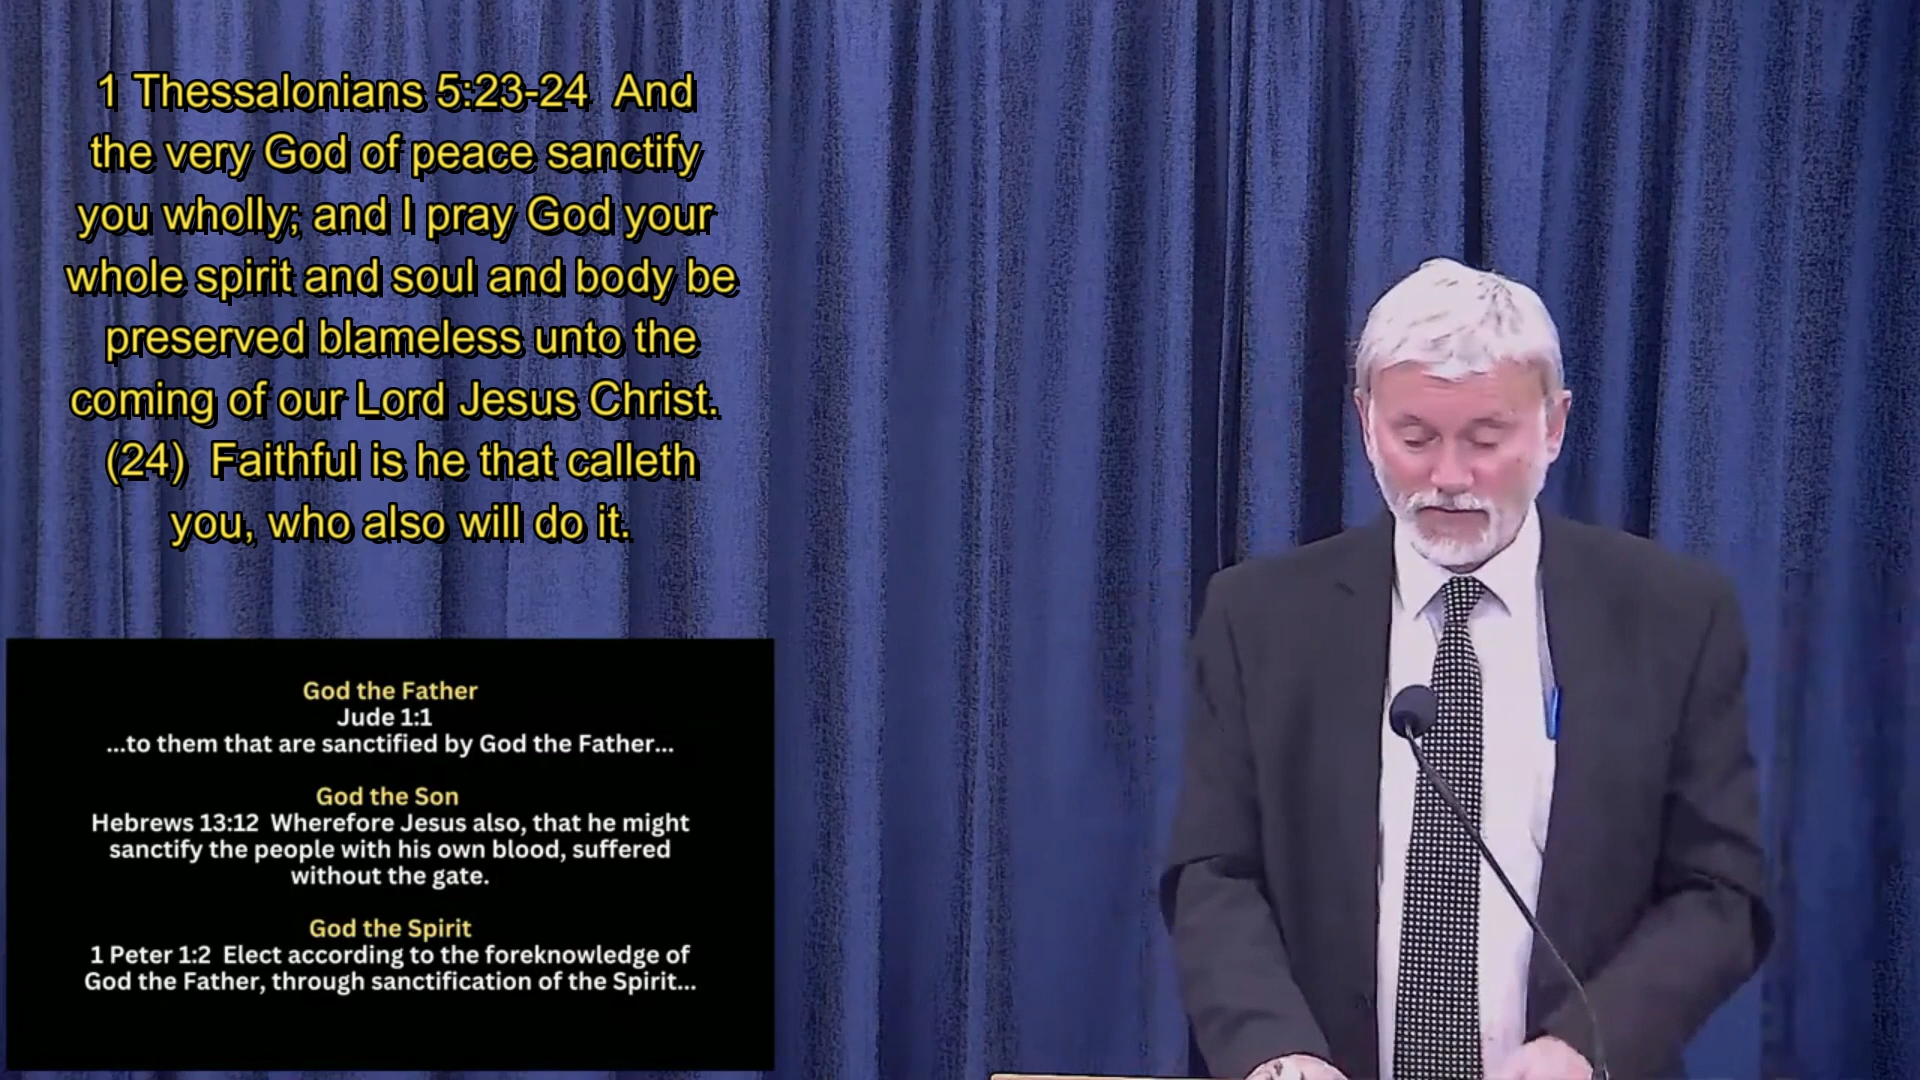 1 Thessalonians 5:23-24  And
the very God of peace sanctify
you wholly; and I pray God your
whole spirit and soul and body be
preserved blameless unto the
coming of our Lord Jesus Christ.
(24)  Faithful is he that calleth
you, who also will do it.
God the Father
Jude 1:1
...to them that are sanctified by God the Father...
God the Son
Hebrews 13:12  Wherefore Jesus also, that he might
sanctify the people with his own blood, suffered
without the gate.
God the Spirit
1 Peter 1:2  Elect according to the foreknowledge of
God the Father, through sanctification of the Spirit...